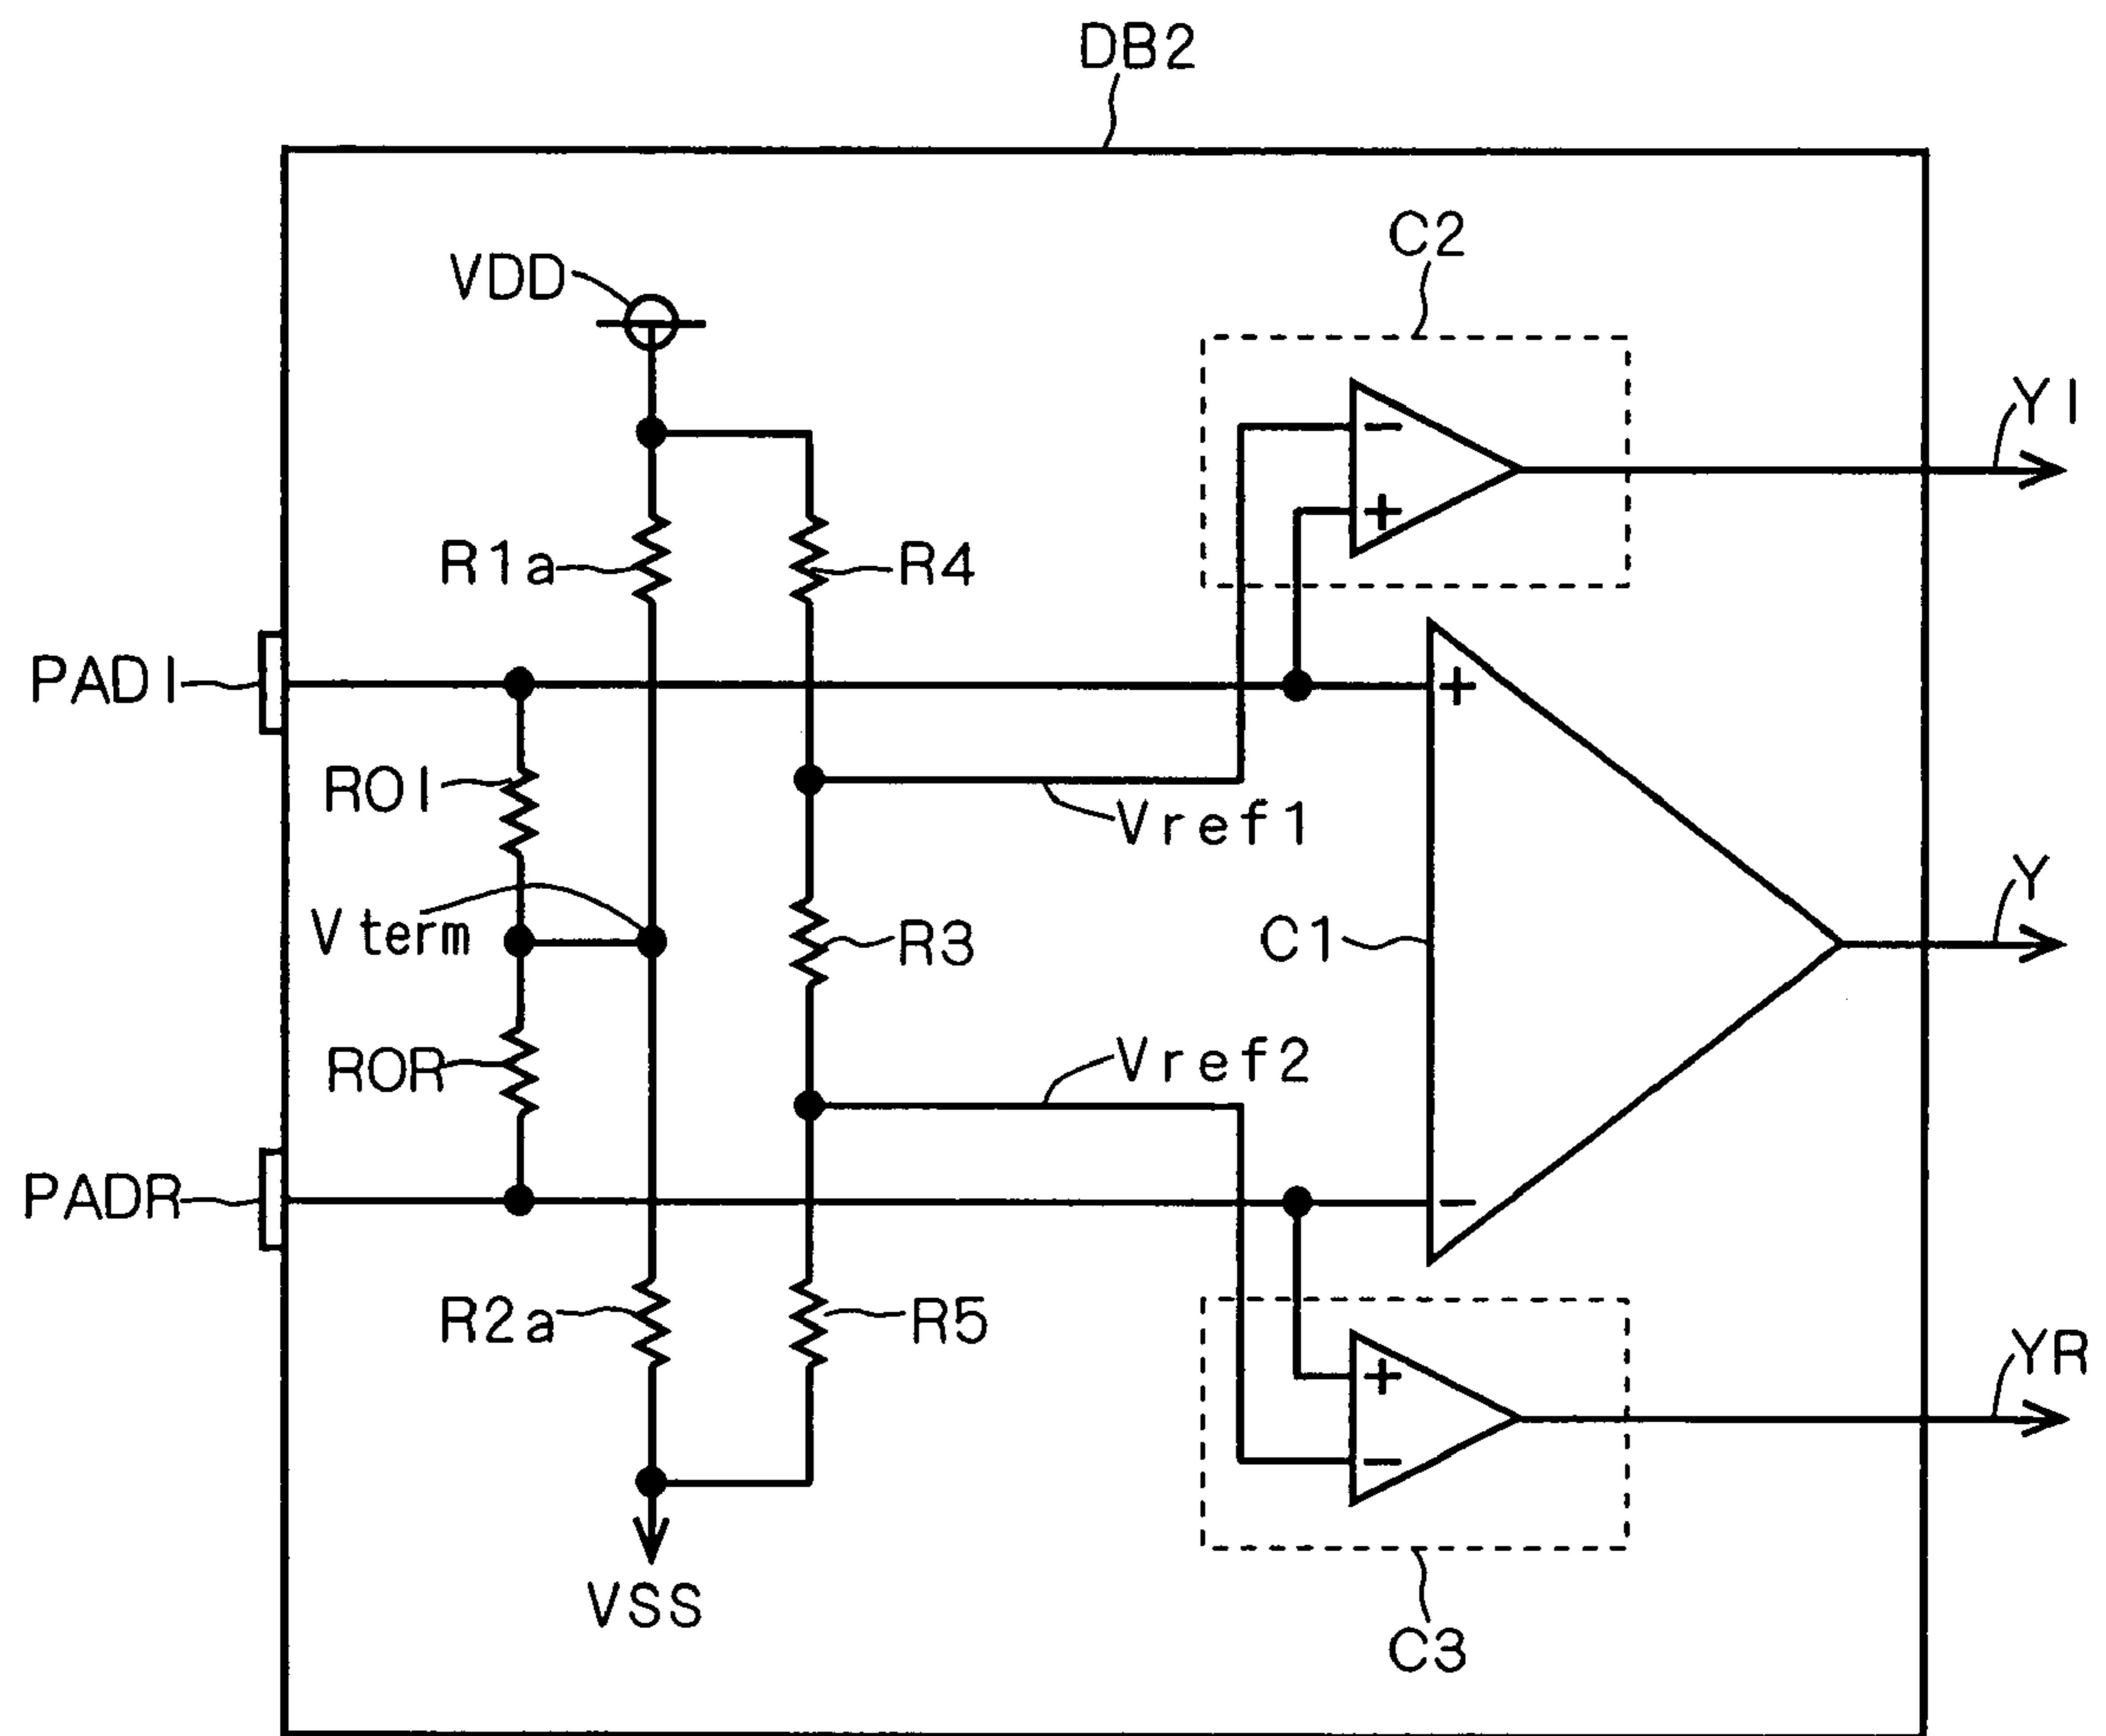 DB2
C2
VDD
YI
R1a
R4
PADI
+
-
+
ROI
Vref1
Y
Vterm
R3
C1
Vref2
ROR
PADR
-
R2a
R5
+
-
YR
VSS
C3